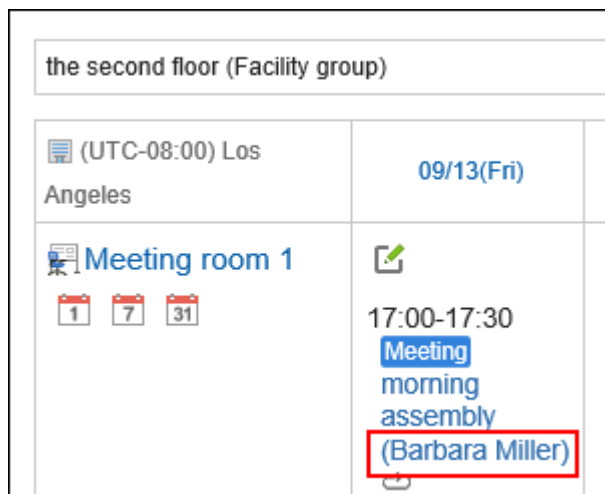 the second floor (Facility group)
(UTC-08:00) Los
Angeles
09/13(Fri)
Meeting room 1
1 7 31
17:00-17:30
Meeting
morning
assembly
(Barbara Miller)